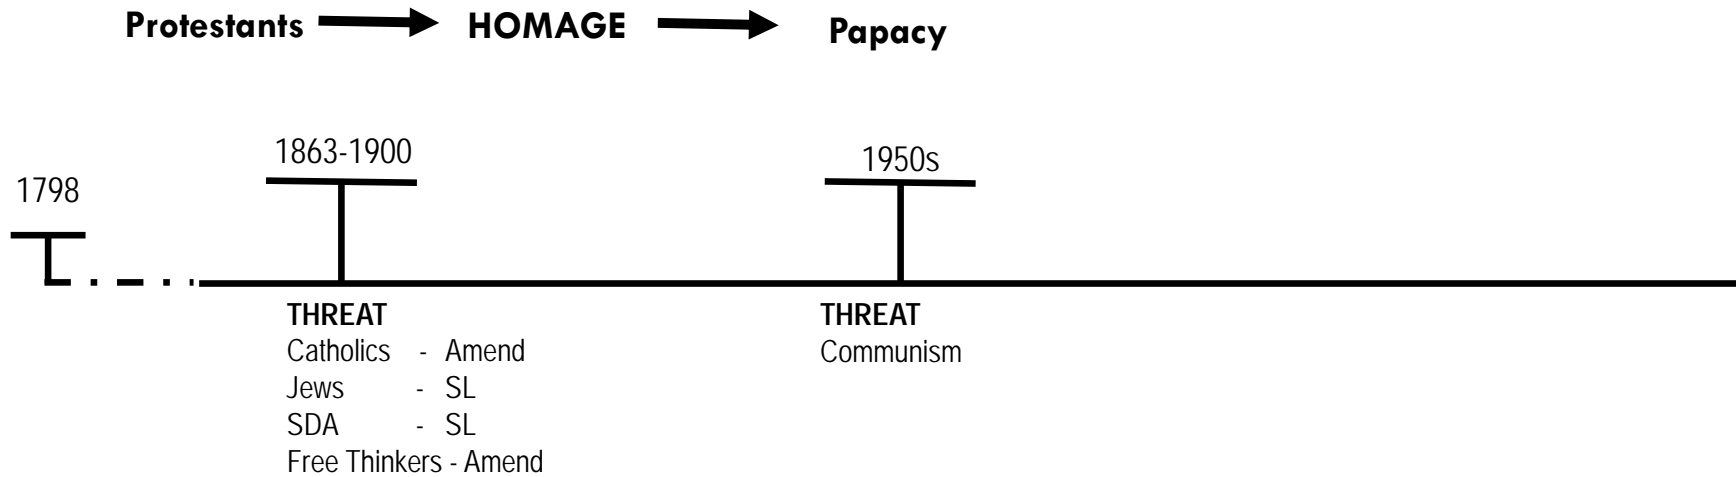 Protestants HOMAGE Papacy
1863-1900
1950s
1798
THREAT
Catholics - Amend
Jews - SL
SDA - SL
Free Thinkers - Amend
THREAT
Communism